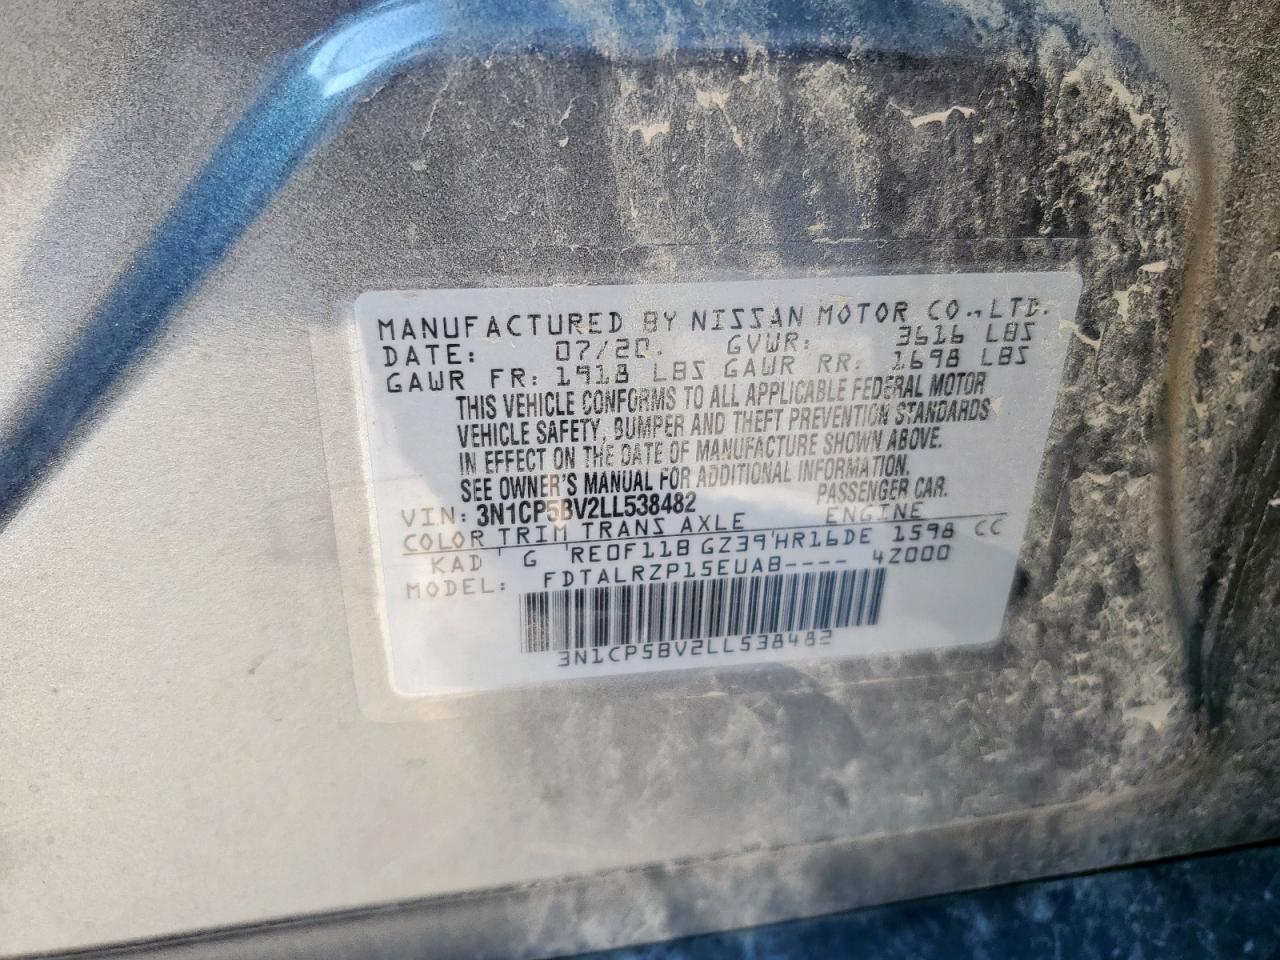 MANUFACTURED BY NISSAN MOTOR CO., LTD.
DATE: 07/20. GVWR: 3616 LBS
GAWR FR: 1918 LBS GAWR RR: 1698 LBS
THIS VEHICLE CONFORMS TO ALL APPLICABLE FEDERAL MOTOR
VEHICLE SAFETY, BUMPER AND THEFT PREVENTION STANDARDS
IN EFFECT ON THE DATE OF MANUFACTURE SHOWN ABOVE.
SEE OWNER'S MANUAL FOR ADDITIONAL INFORMATION.
VIN: 3N1CP5BV2LL538482 PASSENGER CAR.
COLOR TRIM TRANS AXLE ENGINE
KAD G RE0F11B GZ39 HR16DE 1598 CC
MODEL: FDTALRZP15EUAB---- 4Z000
3N1CP5BV2LL538482